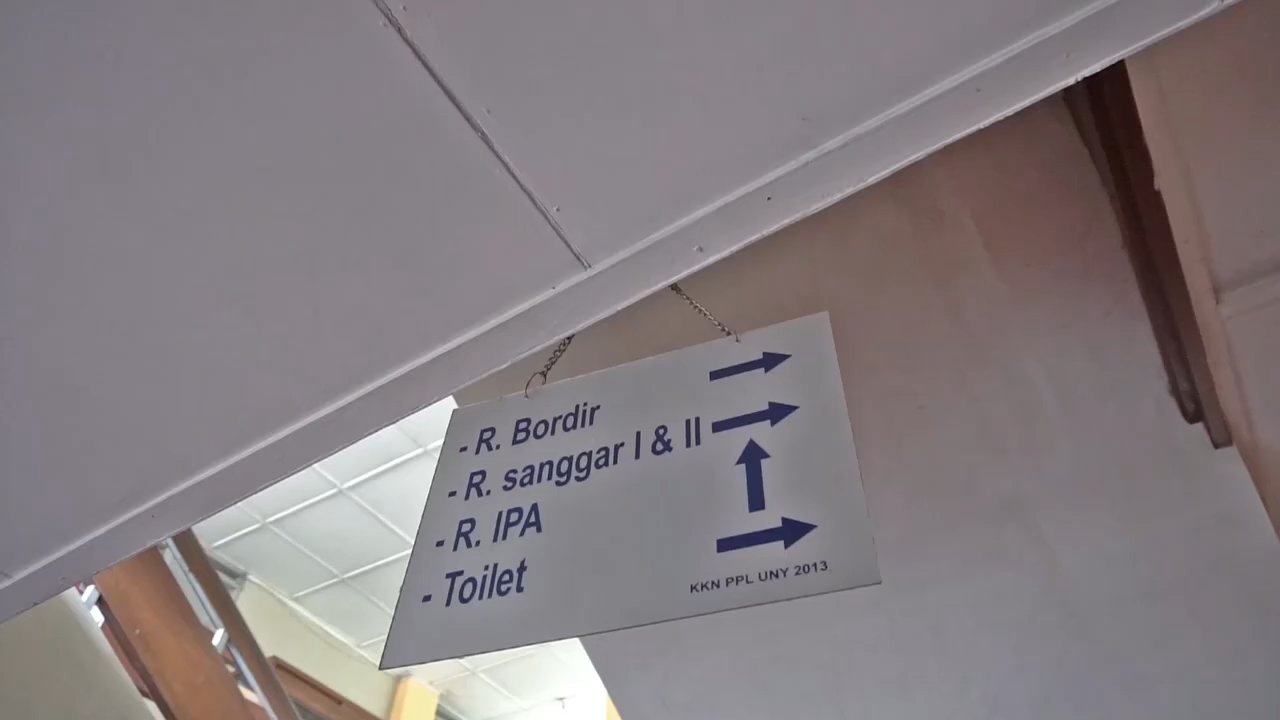 - R. Bordir
- R. sanggar I & II
- R. IPA
- Toilet
KKN PPL UNY 2013